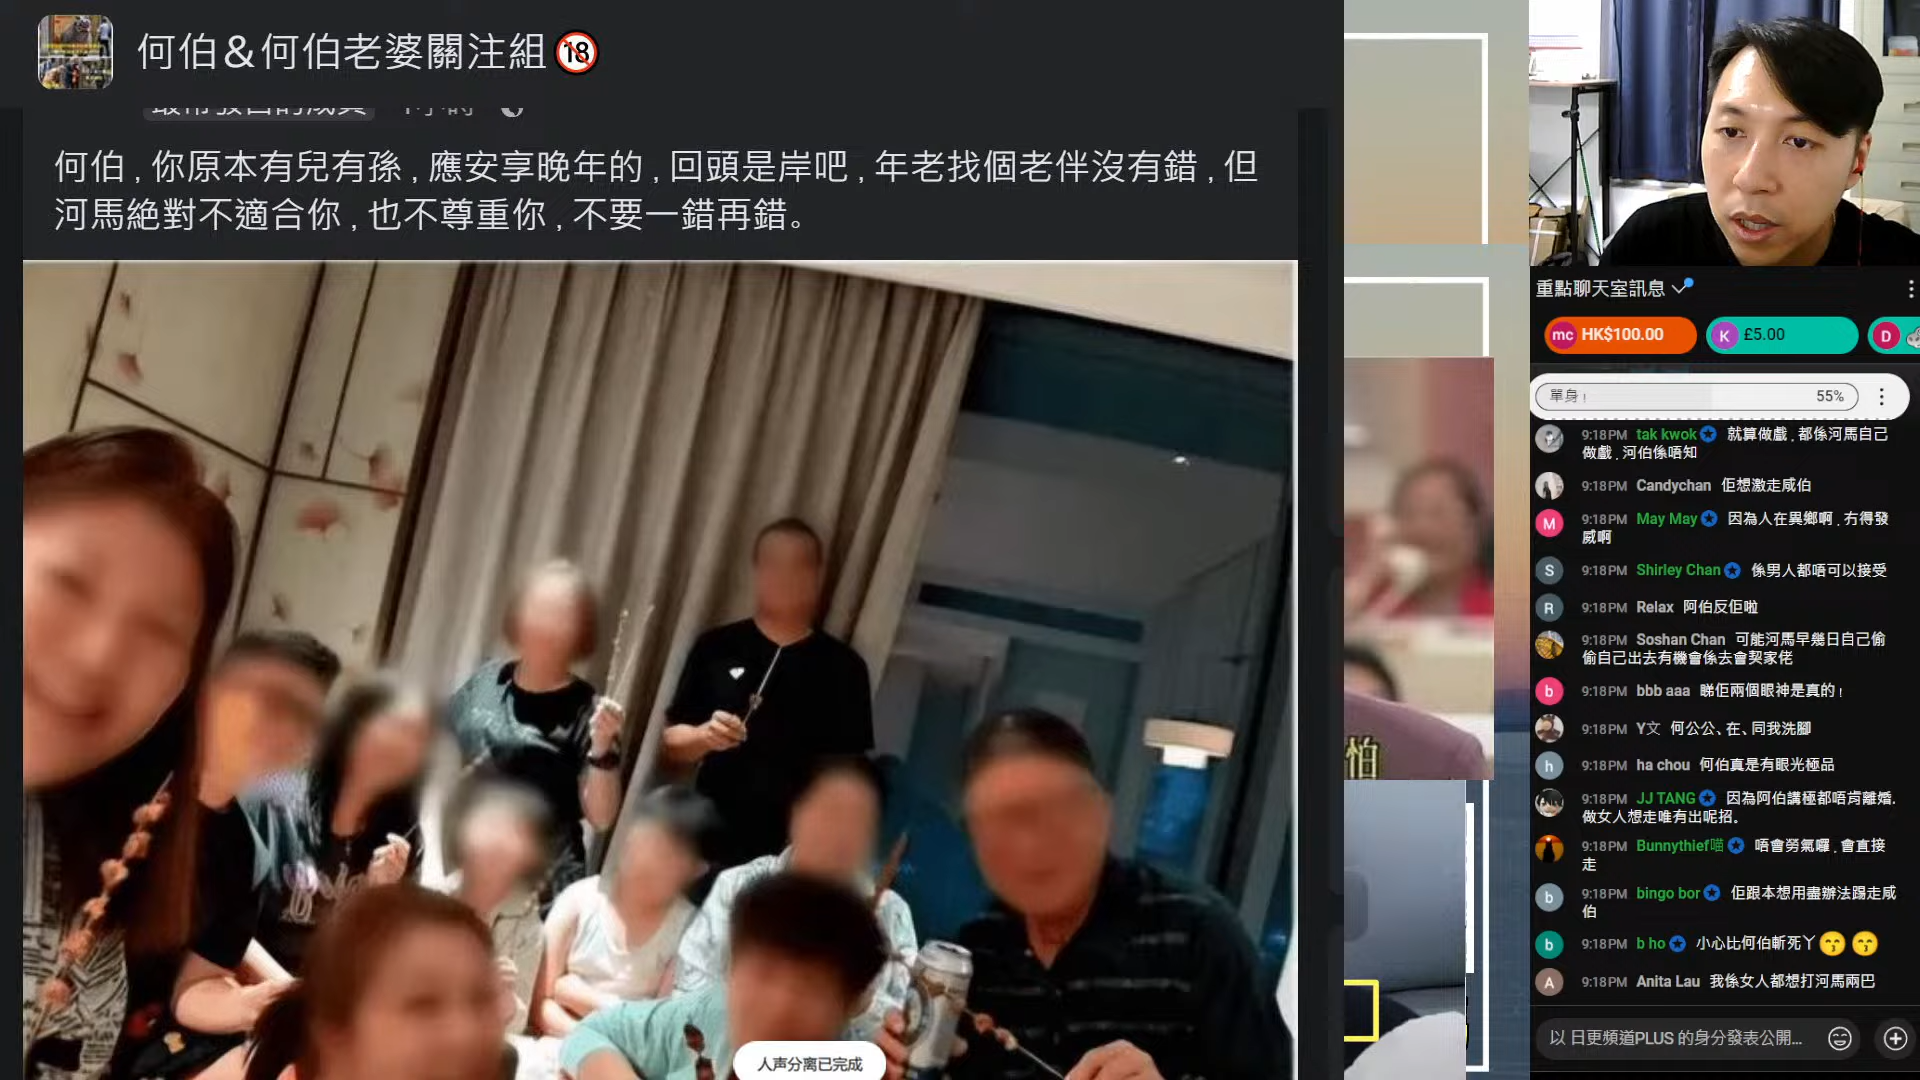 何伯＆何伯老婆關注組🔞
最常發言的成員 1小時
何伯，你原本有兒有孫，應安享晚年的，回頭是岸吧，年老找個老伴沒有錯，但
河馬絕對不適合你，也不尊重你，不要一錯再錯。
人声分离已完成
伯
重點聊天室訊息
mc HK$100.00
K £5.00
D
單身！ 55%
9:18PM tak kwok 就算做戲，都係河馬自己
做戲，河伯係唔知
9:18PM Candychan 佢想激走咸伯
M 9:18PM May May 因為人在異鄉啊，冇得發
威啊
S 9:18PM Shirley Chan 係男人都唔可以接受
R 9:18PM Relax 阿伯反佢啦
9:18PM Soshan Chan 可能河馬早幾日自己偷
偷自己出去有機會係去會契家佬
b 9:18PM bbb aaa 睇佢兩個眼神是真的！
9:18PM Y文 何公公、在、同我洗腳
h 9:18PM ha chou 何伯真是有眼光極品
9:18PM JJ TANG 因為阿伯講極都唔肯離婚，
做女人想走唯有出呢招。
9:18PM Bunnythief喵 唔會勞氣囉，會直接
走
b 9:18PM bingo bor 佢跟本想用盡辦法踢走咸
伯
b 9:18PM b ho 小心比何伯斬死丫😙😙
A 9:18PM Anita Lau 我係女人都想打河馬兩巴
以 日更頻道PLUS 的身分發表公開...